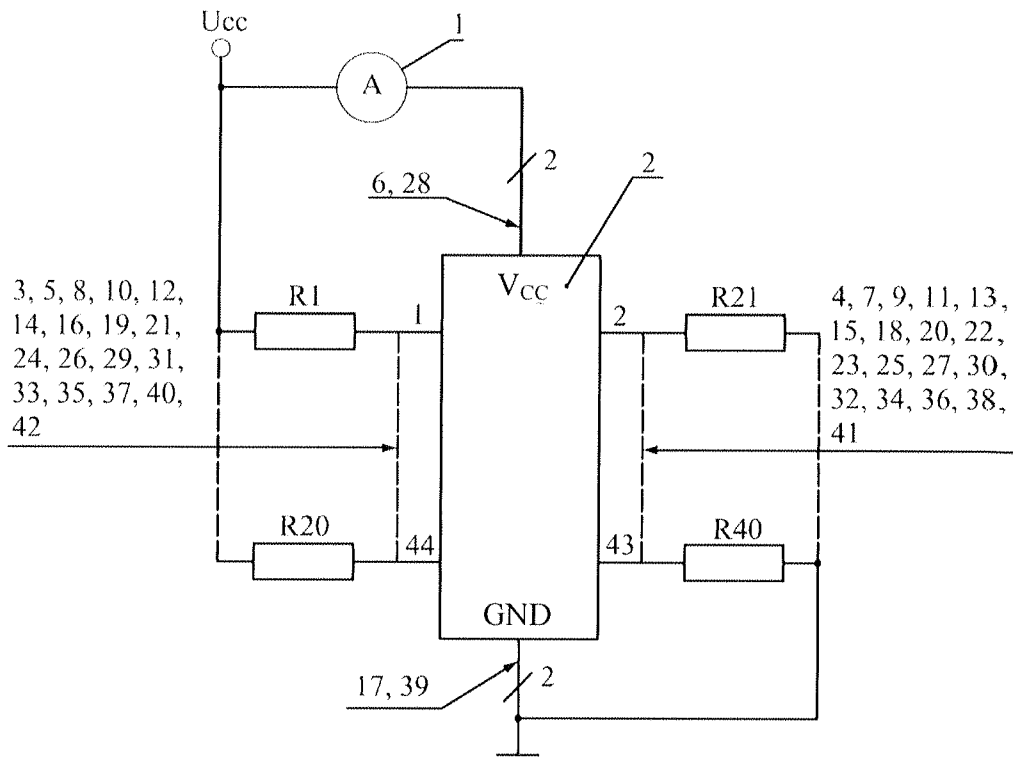 Ucc
1
A
2
6, 28
2
VCC
3, 5, 8, 10, 12,
14, 16, 19, 21,
24, 26, 29, 31,
33, 35, 37, 40,
42
R1
1
2
R21
4, 7, 9, 11, 13,
15, 18, 20, 22,
23, 25, 27, 30,
32, 34, 36, 38,
41
R20
44
43
R40
GND
17, 39
2